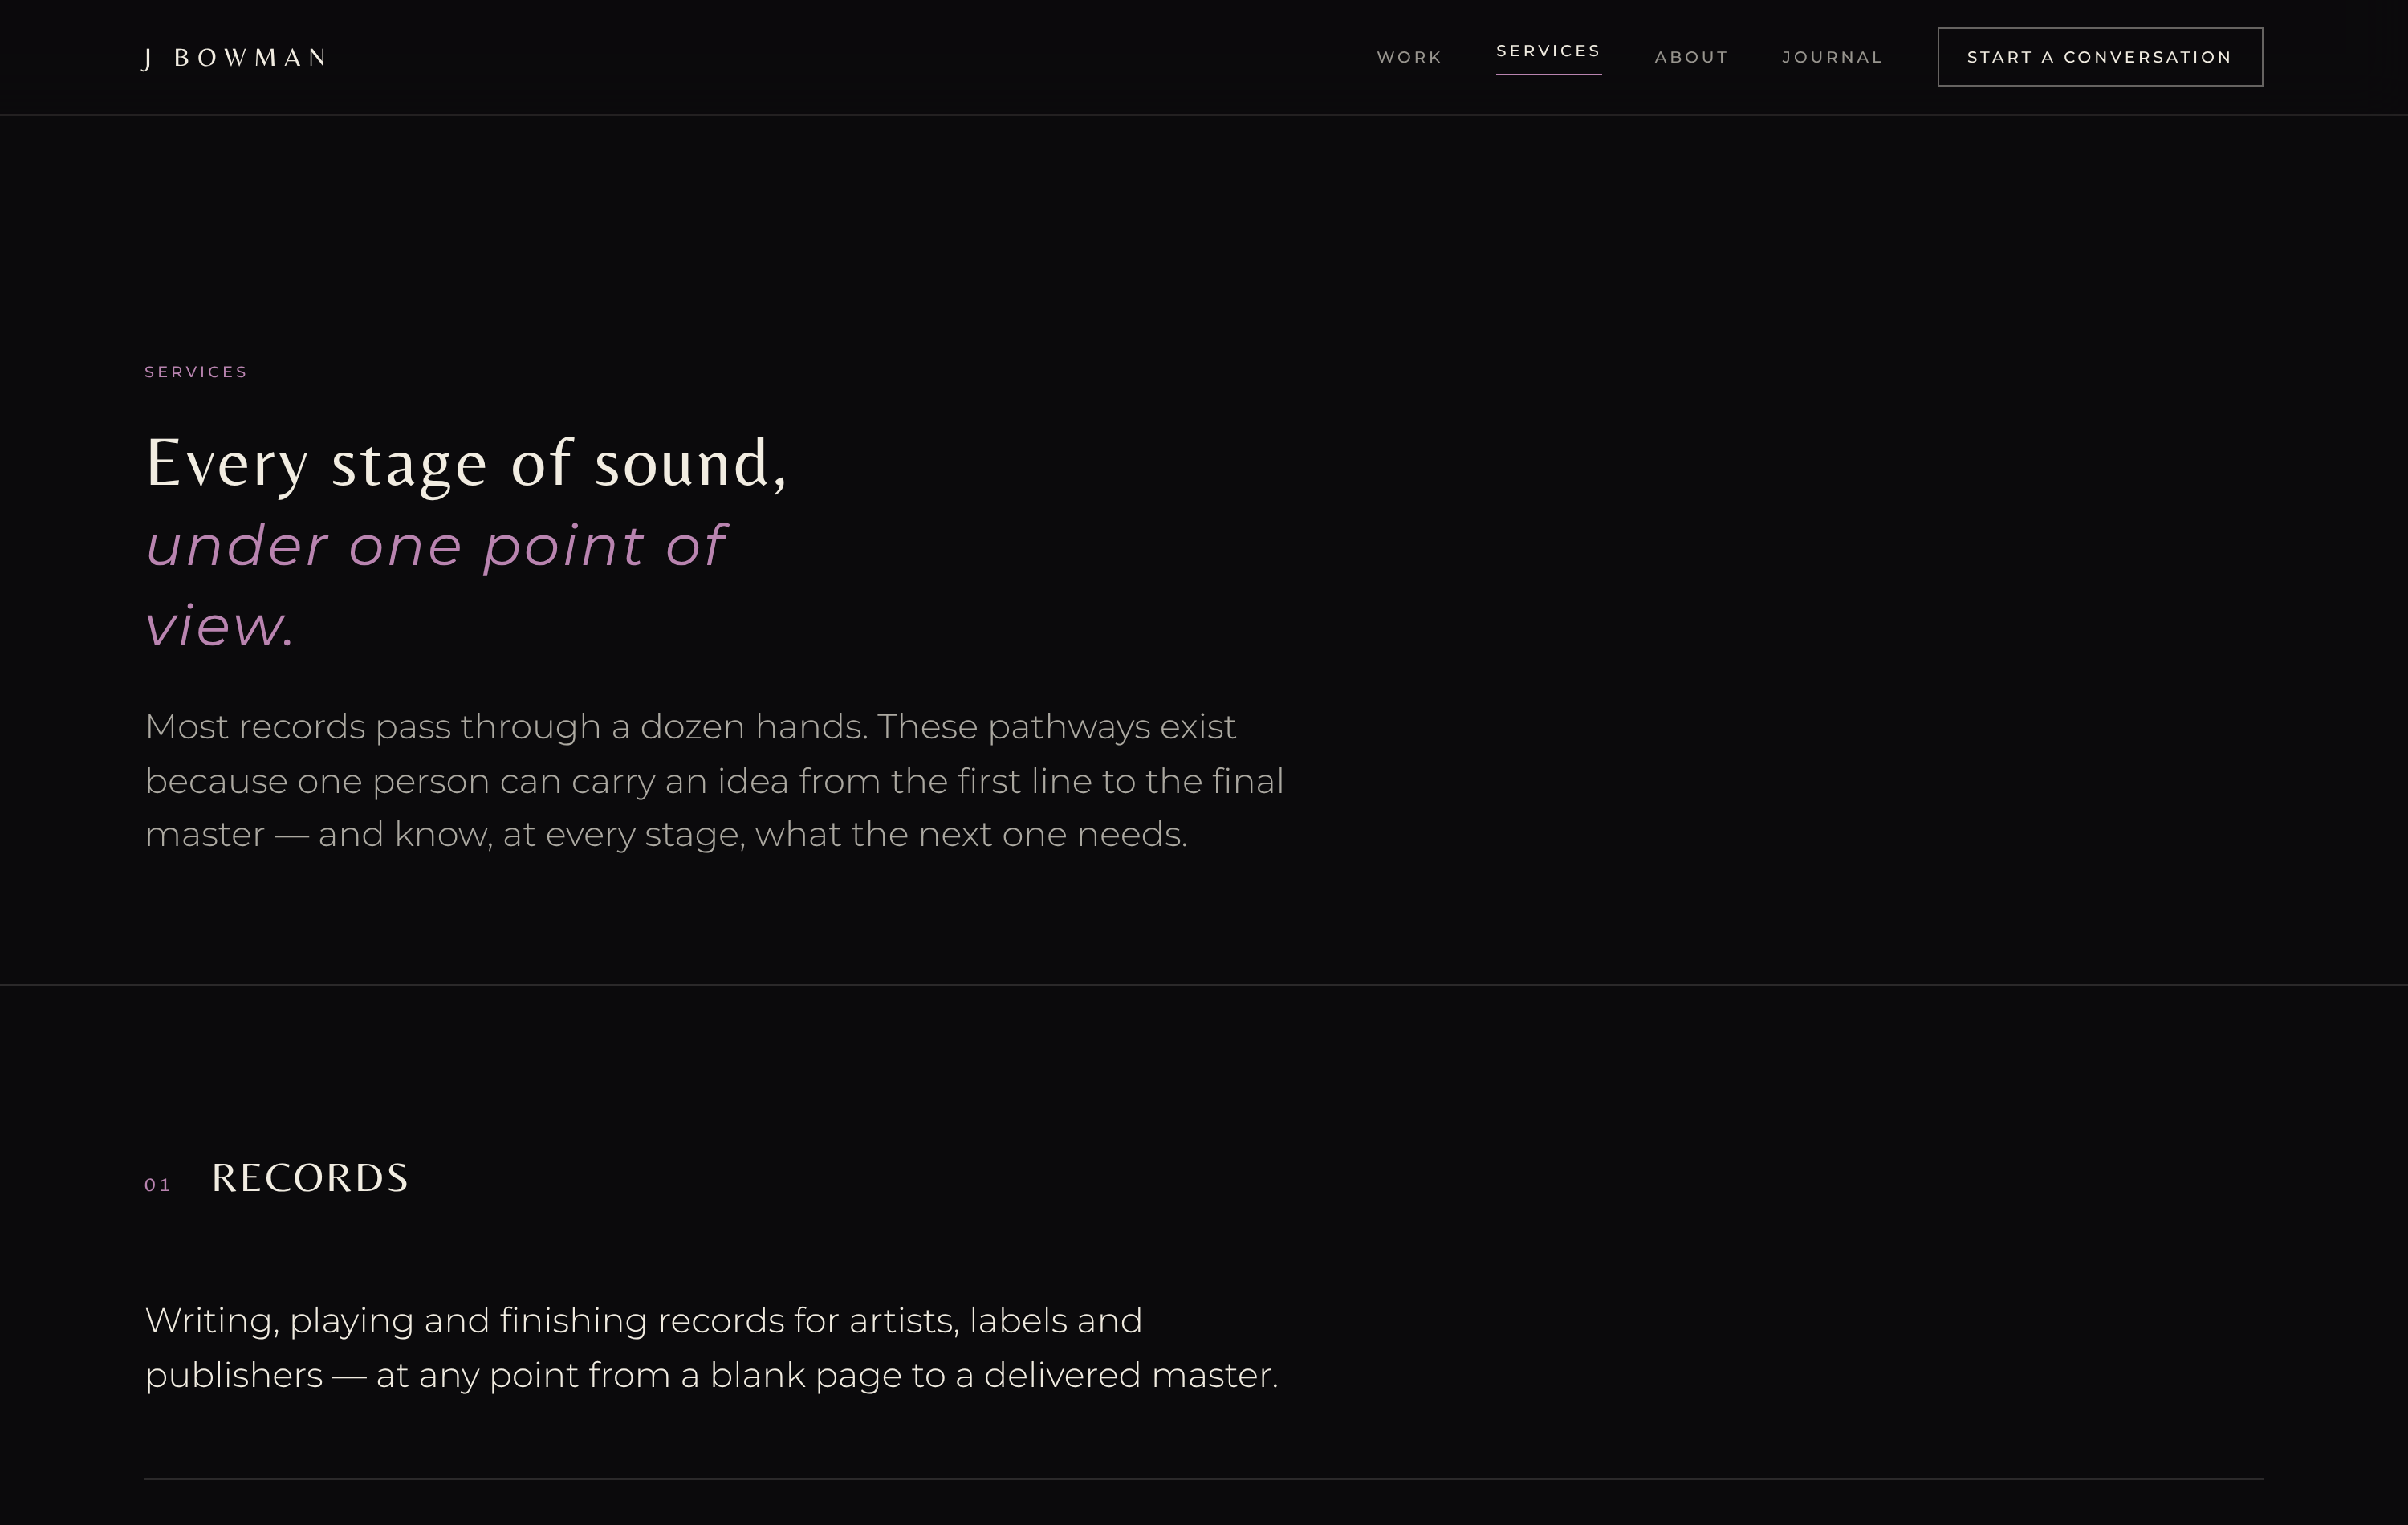 J BOWMAN
WORK SERVICES ABOUT JOURNAL START A CONVERSATION
SERVICES
Every stage of sound,
under one point of
view.
Most records pass through a dozen hands. These pathways exist
because one person can carry an idea from the first line to the final
master — and know, at every stage, what the next one needs.
01 RECORDS
Writing, playing and finishing records for artists, labels and
publishers — at any point from a blank page to a delivered master.